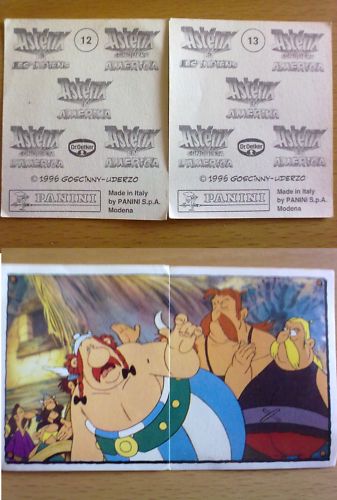 Astérix 12 Astérix
AMERICA
Astérix
AMERICA
Astérix Dr.Oetker Astérix
AMERICA
© 1996 GOSCINNY-UDERZO
PANINI
Made in Italy
by PANINI S.p.A.
Modena
Astérix 13 Astérix
AMERICA
Astérix
AMERICA
Astérix Dr.Oetker Astérix
AMERICA
© 1996 GOSCINNY-UDERZO
PANINI
Made in Italy
by PANINI S.p.A.
Modena